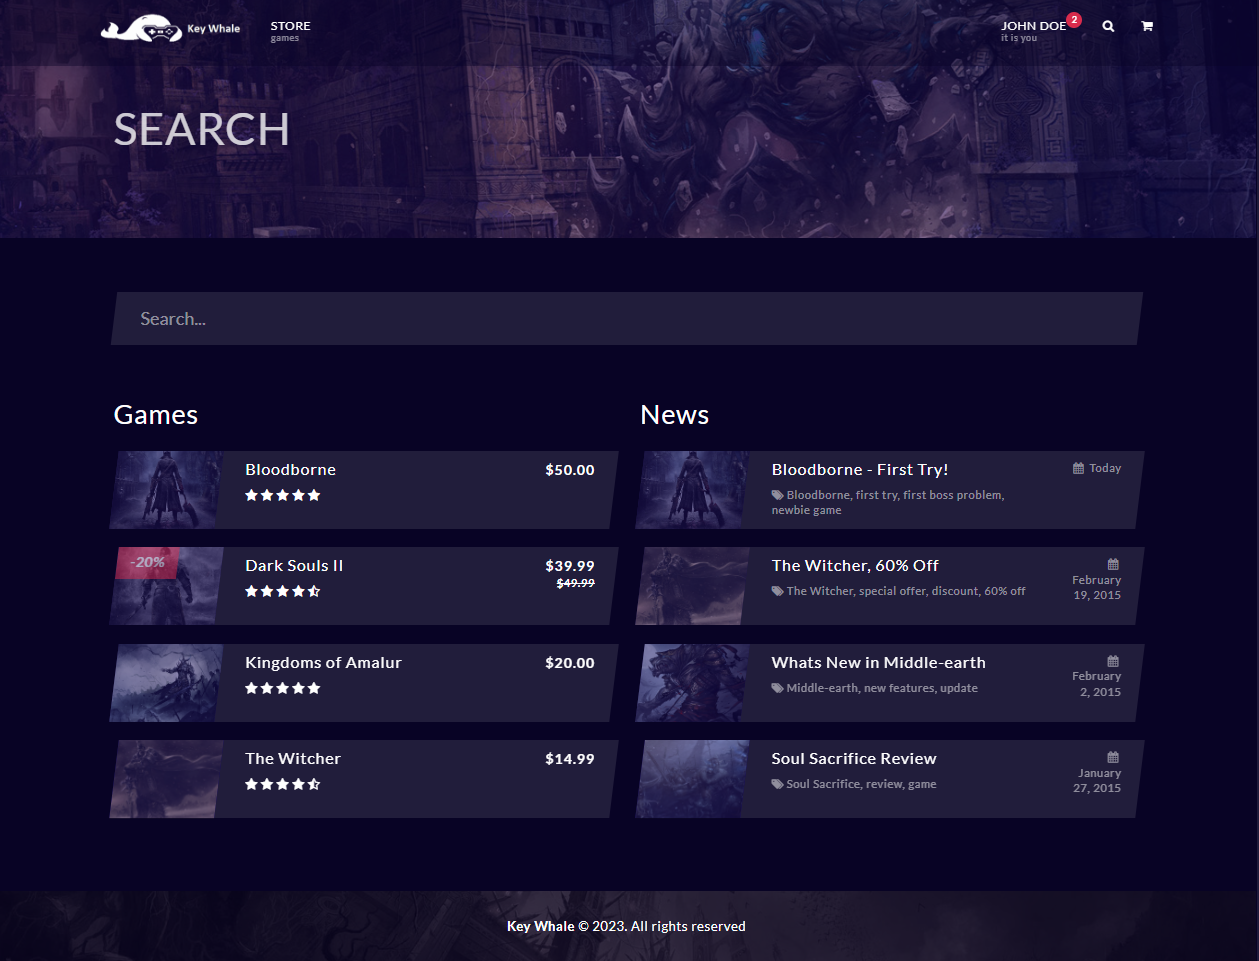 Key Whale
STORE
games
JOHN DOE
2
it is you
SEARCH
Search...
Games
Bloodborne
$50.00
-20%
Dark Souls II
$39.99
$49.99
Kingdoms of Amalur
$20.00
The Witcher
$14.99
News
Bloodborne - First Try!
Today
Bloodborne, first try, first boss problem,
newbie game
The Witcher, 60% Off
February
19, 2015
The Witcher, special offer, discount, 60% off
Whats New in Middle-earth
February
2, 2015
Middle-earth, new features, update
Soul Sacrifice Review
January
27, 2015
Soul Sacrifice, review, game
Key Whale © 2023. All rights reserved